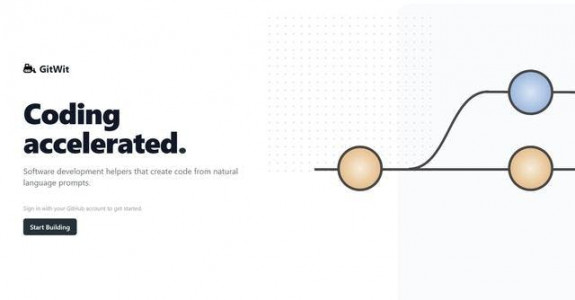 GitWit
Coding
accelerated.
Software development helpers that create code from natural
language prompts.
Sign in with your GitHub account to get started.
Start Building